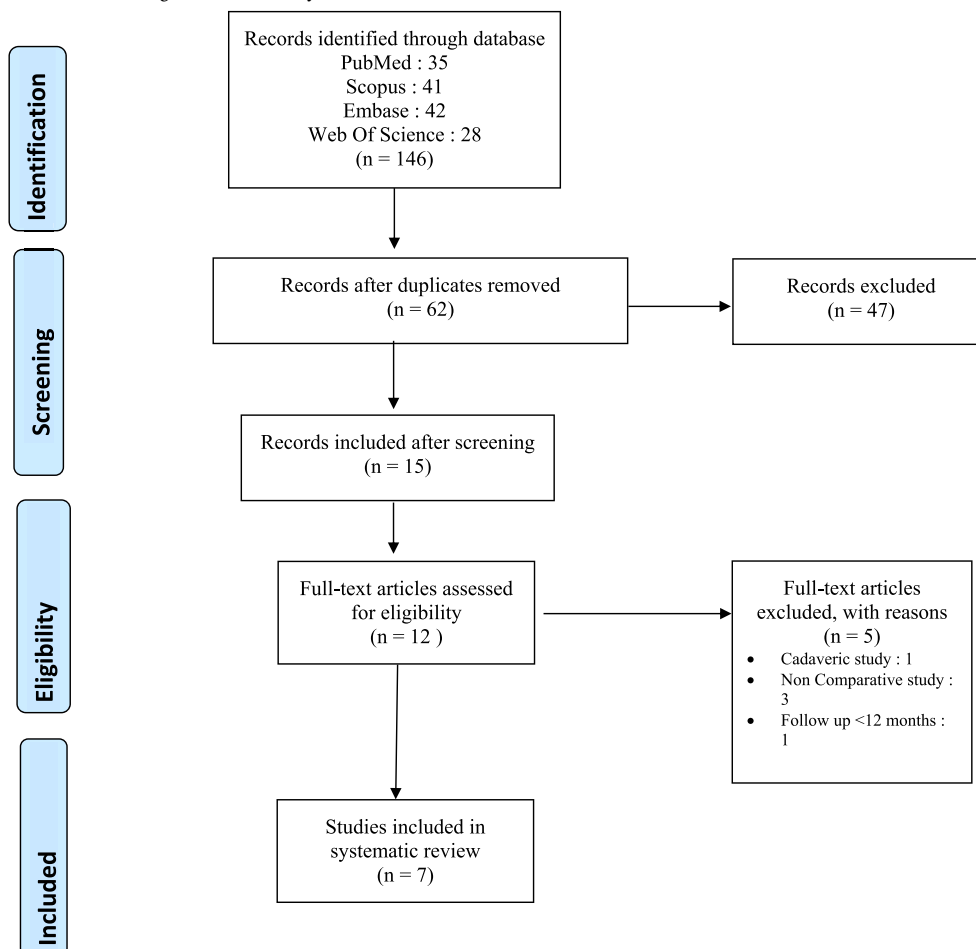 Records identified through database
PubMed : 35
Scopus : 41
Embase : 42
Web Of Science : 28
(n = 146)
Identification
Records after duplicates removed
(n = 62)
Records excluded
(n = 47)
Screening
Records included after screening
(n = 15)
Full-text articles assessed
for eligibility
(n = 12 )
Full-text articles
excluded, with reasons
(n = 5)
• Cadaveric study : 1
• Non Comparative study :
3
• Follow up <12 months :
1
Eligibility
Studies included in
systematic review
(n = 7)
Included